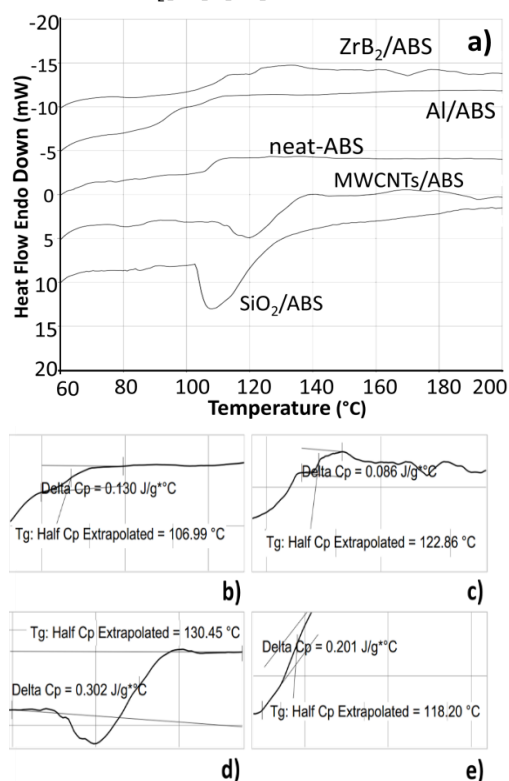 -20
-15
-10
-5
0
5
10
15
20
Heat Flow Endo Down (mW)
a)
ZrB₂/ABS
Al/ABS
neat-ABS
MWCNTs/ABS
SiO₂/ABS
60 80 100 120 140 160 180 200
Temperature (°C)
Delta Cp = 0.130 J/g*°C
Tg: Half Cp Extrapolated = 106.99 °C
b)
Delta Cp = 0.086 J/g*°C
Tg: Half Cp Extrapolated = 122.86 °C
c)
Tg: Half Cp Extrapolated = 130.45 °C
Delta Cp = 0.302 J/g*°C
d)
Delta Cp = 0.201 J/g*°C
Tg: Half Cp Extrapolated = 118.20 °C
e)